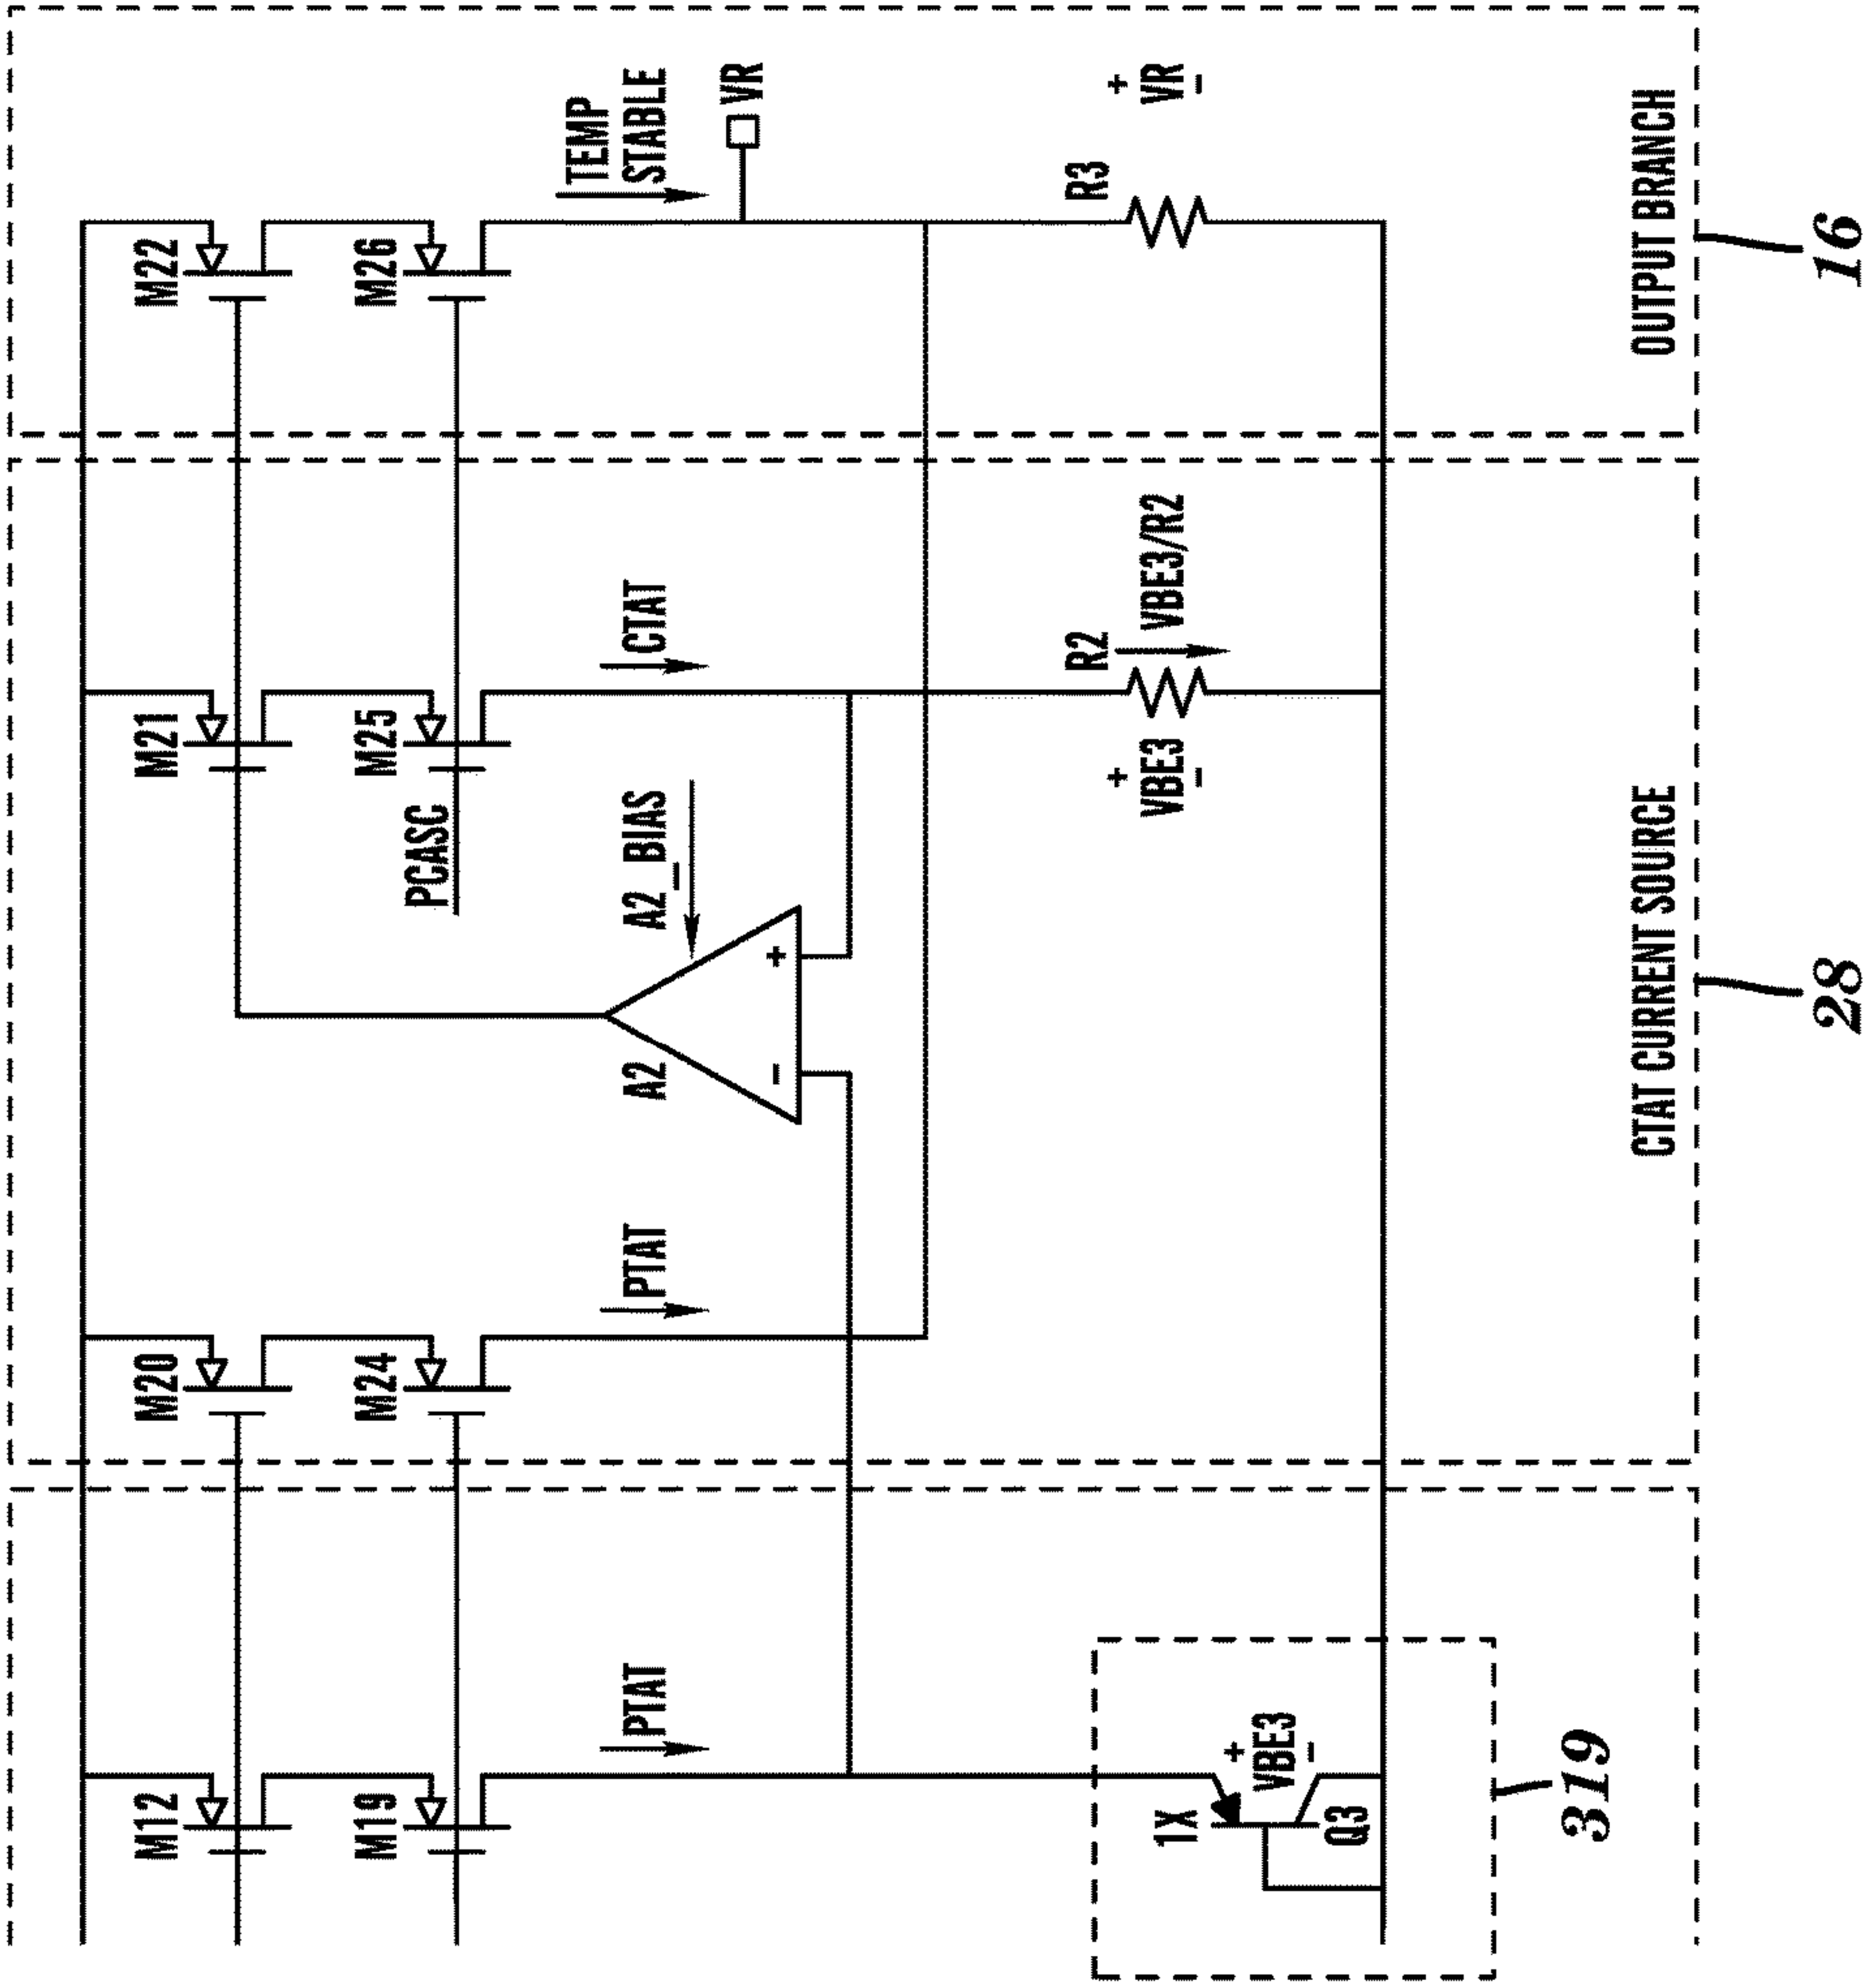 M12
M20
M21
M22
M19
M24
M25
M26
PCASC
PTAT
PTAT
A2
A2_BIAS
CTAT
TEMP
STABLE
VR
+
-
1X
+
VBE3
-
Q3
+
VBE3
-
R2
VBE3/R2
R3
+
VR
-
CTAT CURRENT SOURCE
OUTPUT BRANCH
319
28
16